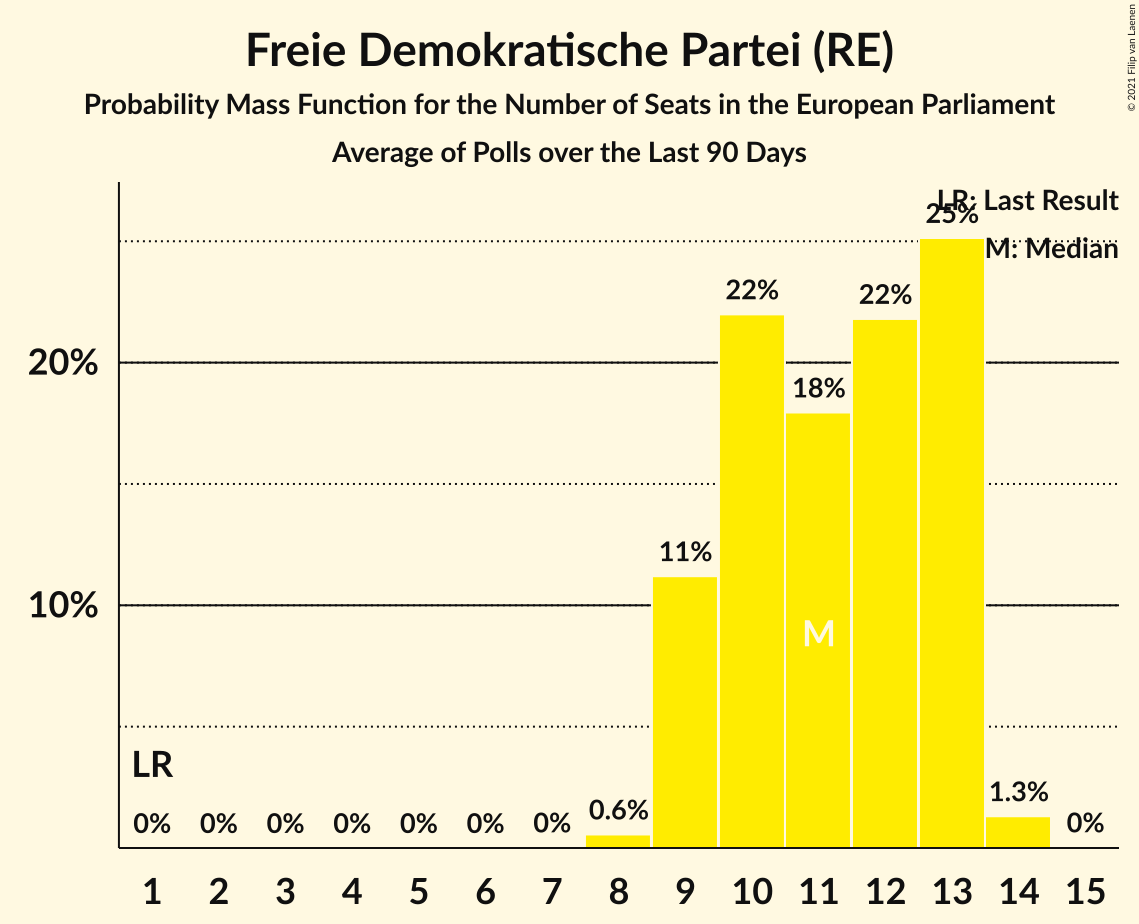 Freie Demokratische Partei (RE)
Probability Mass Function for the Number of Seats in the European Parliament
Average of Polls over the Last 90 Days
© 2021 Filip van Laenen
LR: Last Result
M: Median
25%
22%
22%
20%
18%
11%
10%
M
LR
0%
0%
0%
0%
0%
0%
0%
0.6%
1.3%
0%
1 2 3 4 5 6 7 8 9 10 11 12 13 14 15